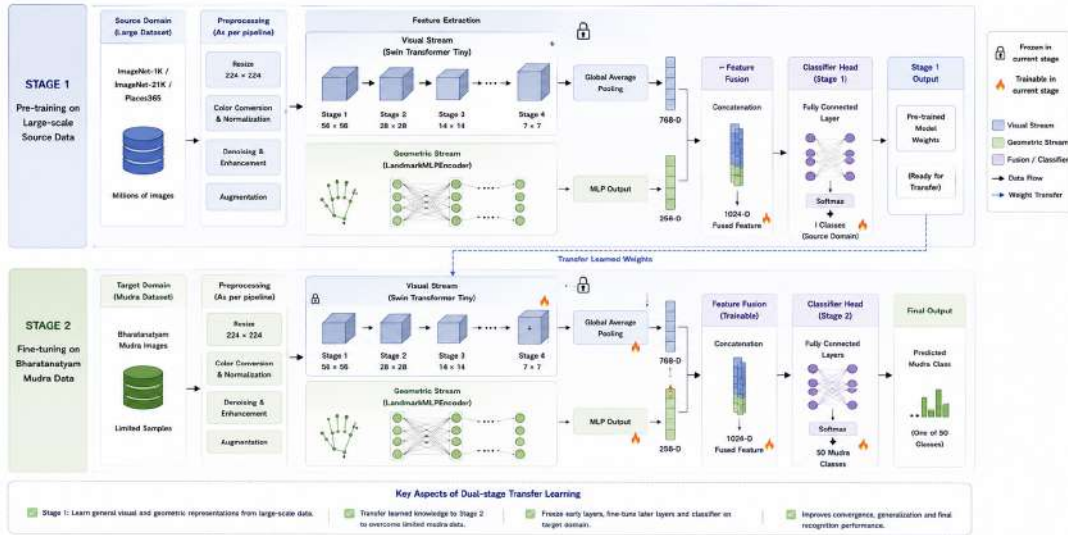 STAGE 1
Pre-training on
Large-scale
Source Data
Source Domain
(Large Dataset)
ImageNet-1K /
ImageNet-21K /
Places365
Millions of images
Preprocessing
(As per pipeline)
Resize
224 × 224
Color Conversion
& Normalization
Denoising &
Enhancement
Augmentation
Feature Extraction
Visual Stream
(Swin Transformer Tiny)
Stage 1
56 × 56
Stage 2
28 × 28
Stage 3
14 × 14
Stage 4
7 × 7
Geometric Stream
(LandmarkMLPEncoder)
Global Average
Pooling
768-D
MLP Output
256-D
Feature
Fusion
Concatenation
1024-D
Fused Feature
Classifier Head
(Stage 1)
Fully Connected
Layer
Softmax
I Classes
(Source Domain)
Stage 1
Output
Pre-trained
Model
Weights
(Ready for
Transfer)
Frozen in
current stage
Trainable in
current stage
Visual Stream
Geometric Stream
Fusion / Classifier
Data Flow
Weight Transfer
Transfer Learned Weights
STAGE 2
Fine-tuning on
Bharatanatyam
Mudra Data
Target Domain
(Mudra Dataset)
Bharatanatyam
Mudra Images
Limited Samples
Preprocessing
(As per pipeline)
Resize
224 × 224
Color Conversion
& Normalization
Denoising &
Enhancement
Augmentation
Visual Stream
(Swin Transformer Tiny)
Stage 1
56 × 56
Stage 2
28 × 28
Stage 3
14 × 14
Stage 4
7 × 7
Geometric Stream
(LandmarkMLPEncoder)
Global Average
Pooling
768-D
MLP Output
256-D
Feature Fusion
(Trainable)
Concatenation
1024-D
Fused Feature
Classifier Head
(Stage 2)
Fully Connected
Layers
Softmax
50 Mudra
Classes
Final Output
Predicted
Mudra Class
(One of 50
Classes)
Key Aspects of Dual-stage Transfer Learning
Stage 1: Learn general visual and geometric representations from large-scale data.
Transfer learned knowledge to Stage 2
to overcome limited mudra data.
Freeze early layers, fine-tune later layers and classifier on
target domain.
Improves convergence, generalization and final
recognition performance.